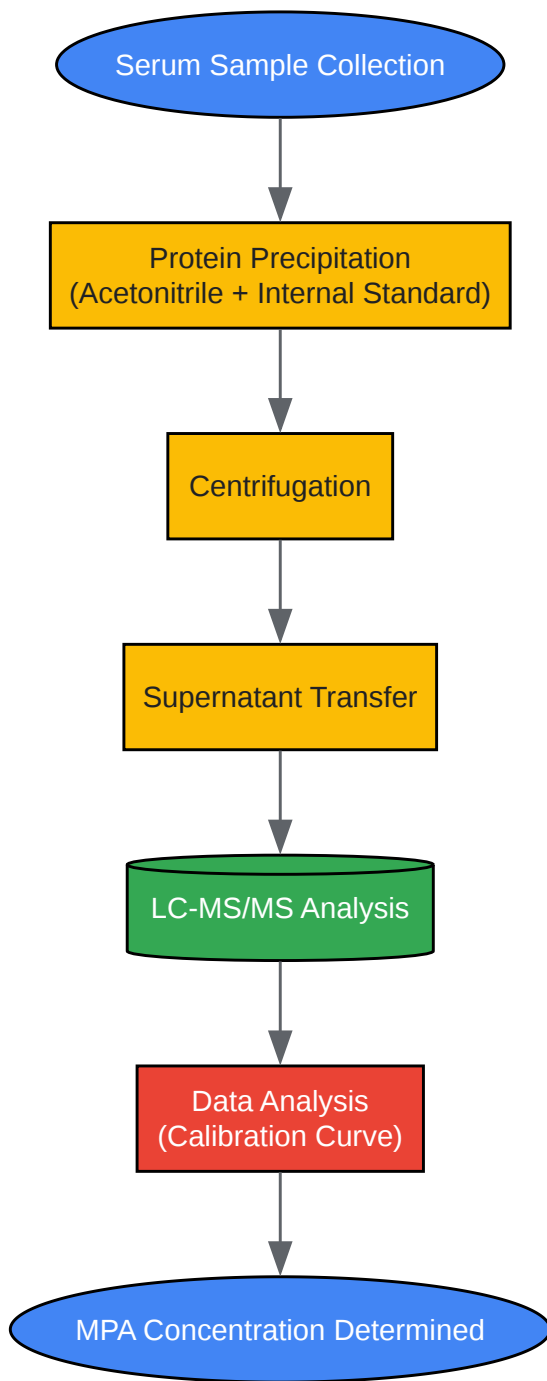 Serum Sample Collection
Protein Precipitation
(Acetonitrile + Internal Standard)
Centrifugation
Supernatant Transfer
LC-MS/MS Analysis
Data Analysis
(Calibration Curve)
MPA Concentration Determined